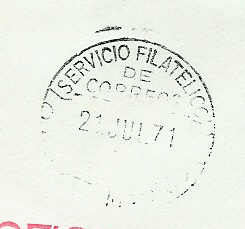 SERVICIO FILATELICO
DE
CORREOS
21 JUL 71